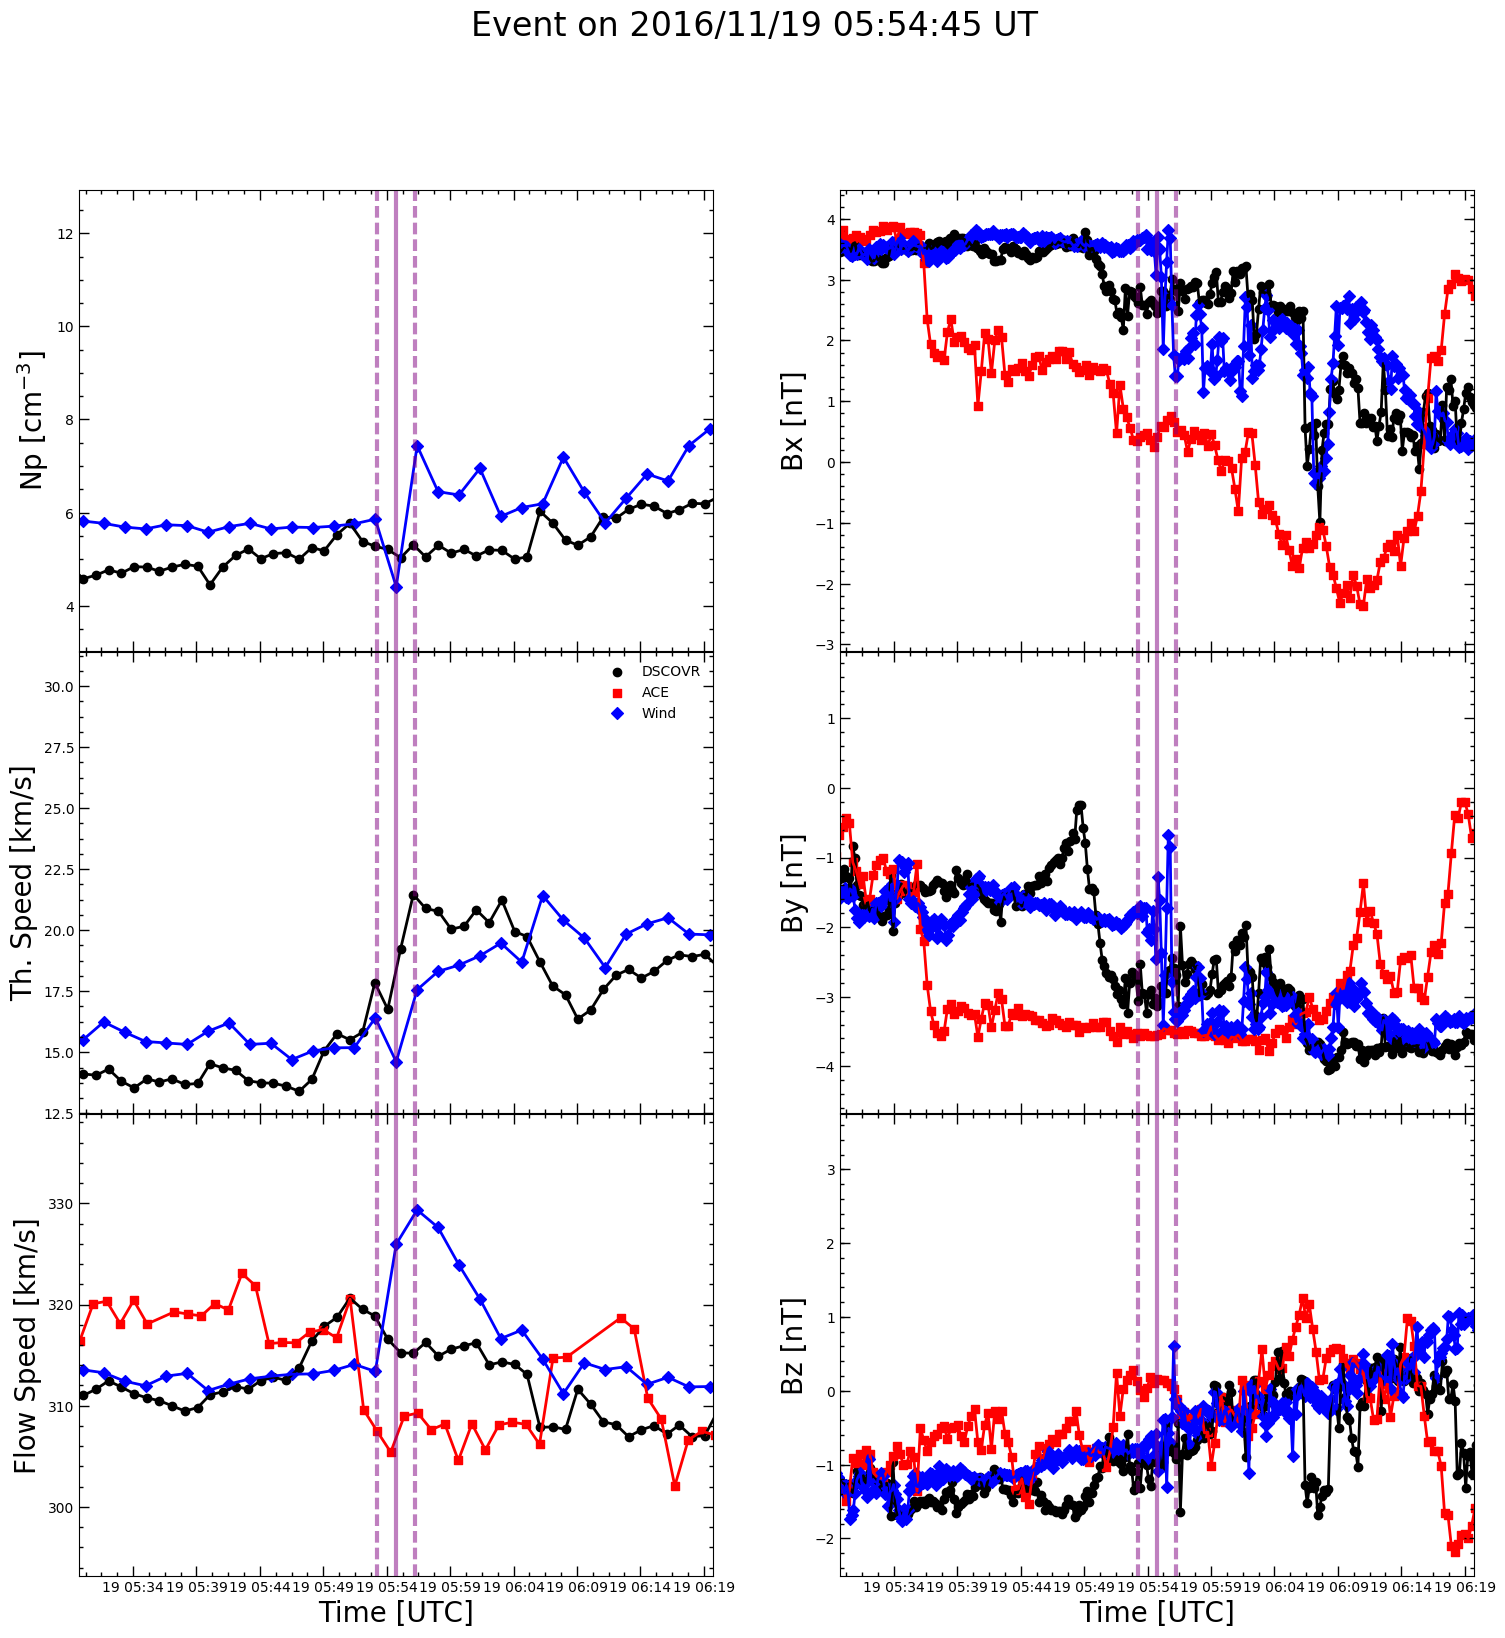 Event on 2016/11/19 05:54:45 UT
Np [cm⁻³]
12
10
8
6
4
Th. Speed [km/s]
30.0
27.5
25.0
22.5
20.0
17.5
15.0
12.5
DSCOVR
ACE
Wind
Flow Speed [km/s]
330
320
310
300
19 05:34 19 05:39 19 05:44 19 05:49 19 05:54 19 05:59 19 06:04 19 06:09 19 06:14 19 06:19
Time [UTC]
Bx [nT]
4
3
2
1
0
−1
−2
−3
By [nT]
1
0
−1
−2
−3
−4
Bz [nT]
3
2
1
0
−1
−2
19 05:34 19 05:39 19 05:44 19 05:49 19 05:54 19 05:59 19 06:04 19 06:09 19 06:14 19 06:19
Time [UTC]